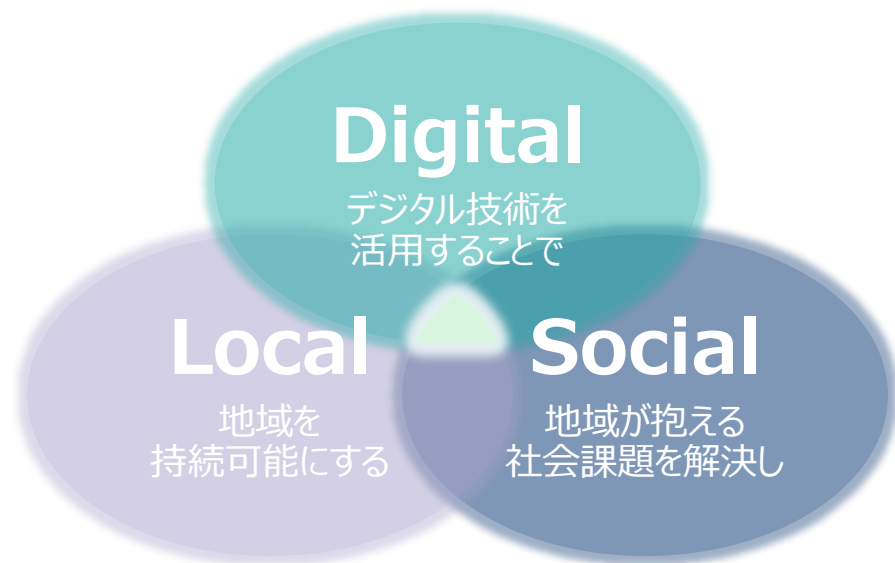 Digital
デジタル技術を
活用することで
Local
地域を
持続可能にする
Social
地域が抱える
社会課題を解決し